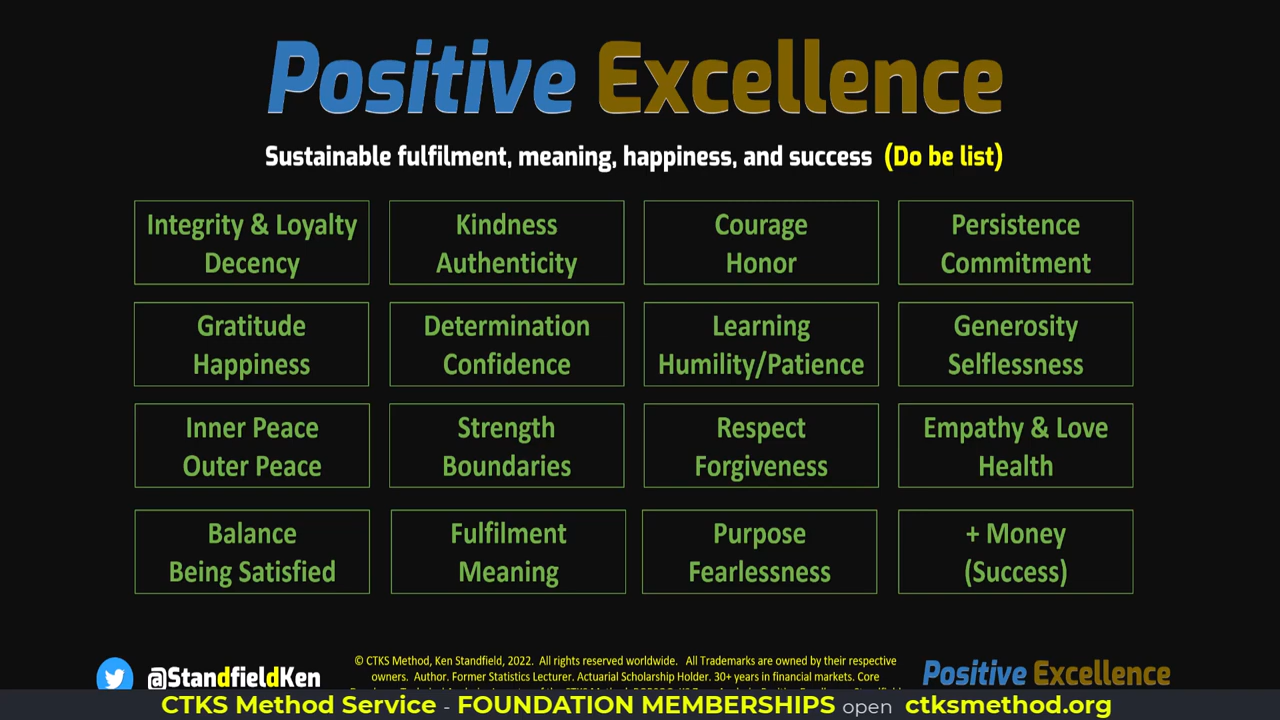 Positive Excellence
Sustainable fulfilment, meaning, happiness, and success (Do be list)
Integrity & Loyalty
Decency
Kindness
Authenticity
Courage
Honor
Persistence
Commitment
Gratitude
Happiness
Determination
Confidence
Learning
Humility/Patience
Generosity
Selflessness
Inner Peace
Outer Peace
Strength
Boundaries
Respect
Forgiveness
Empathy & Love
Health
Balance
Being Satisfied
Fulfilment
Meaning
Purpose
Fearlessness
+ Money
(Success)
@StandfieldKen
© CTKS Method, Ken Standfield, 2022. All rights reserved worldwide. All Trademarks are owned by their respective
owners. Author. Former Statistics Lecturer. Actuarial Scholarship Holder. 30+ years in financial markets. Core
Positive Excellence
CTKS Method Service - FOUNDATION MEMBERSHIPS open ctksmethod.org